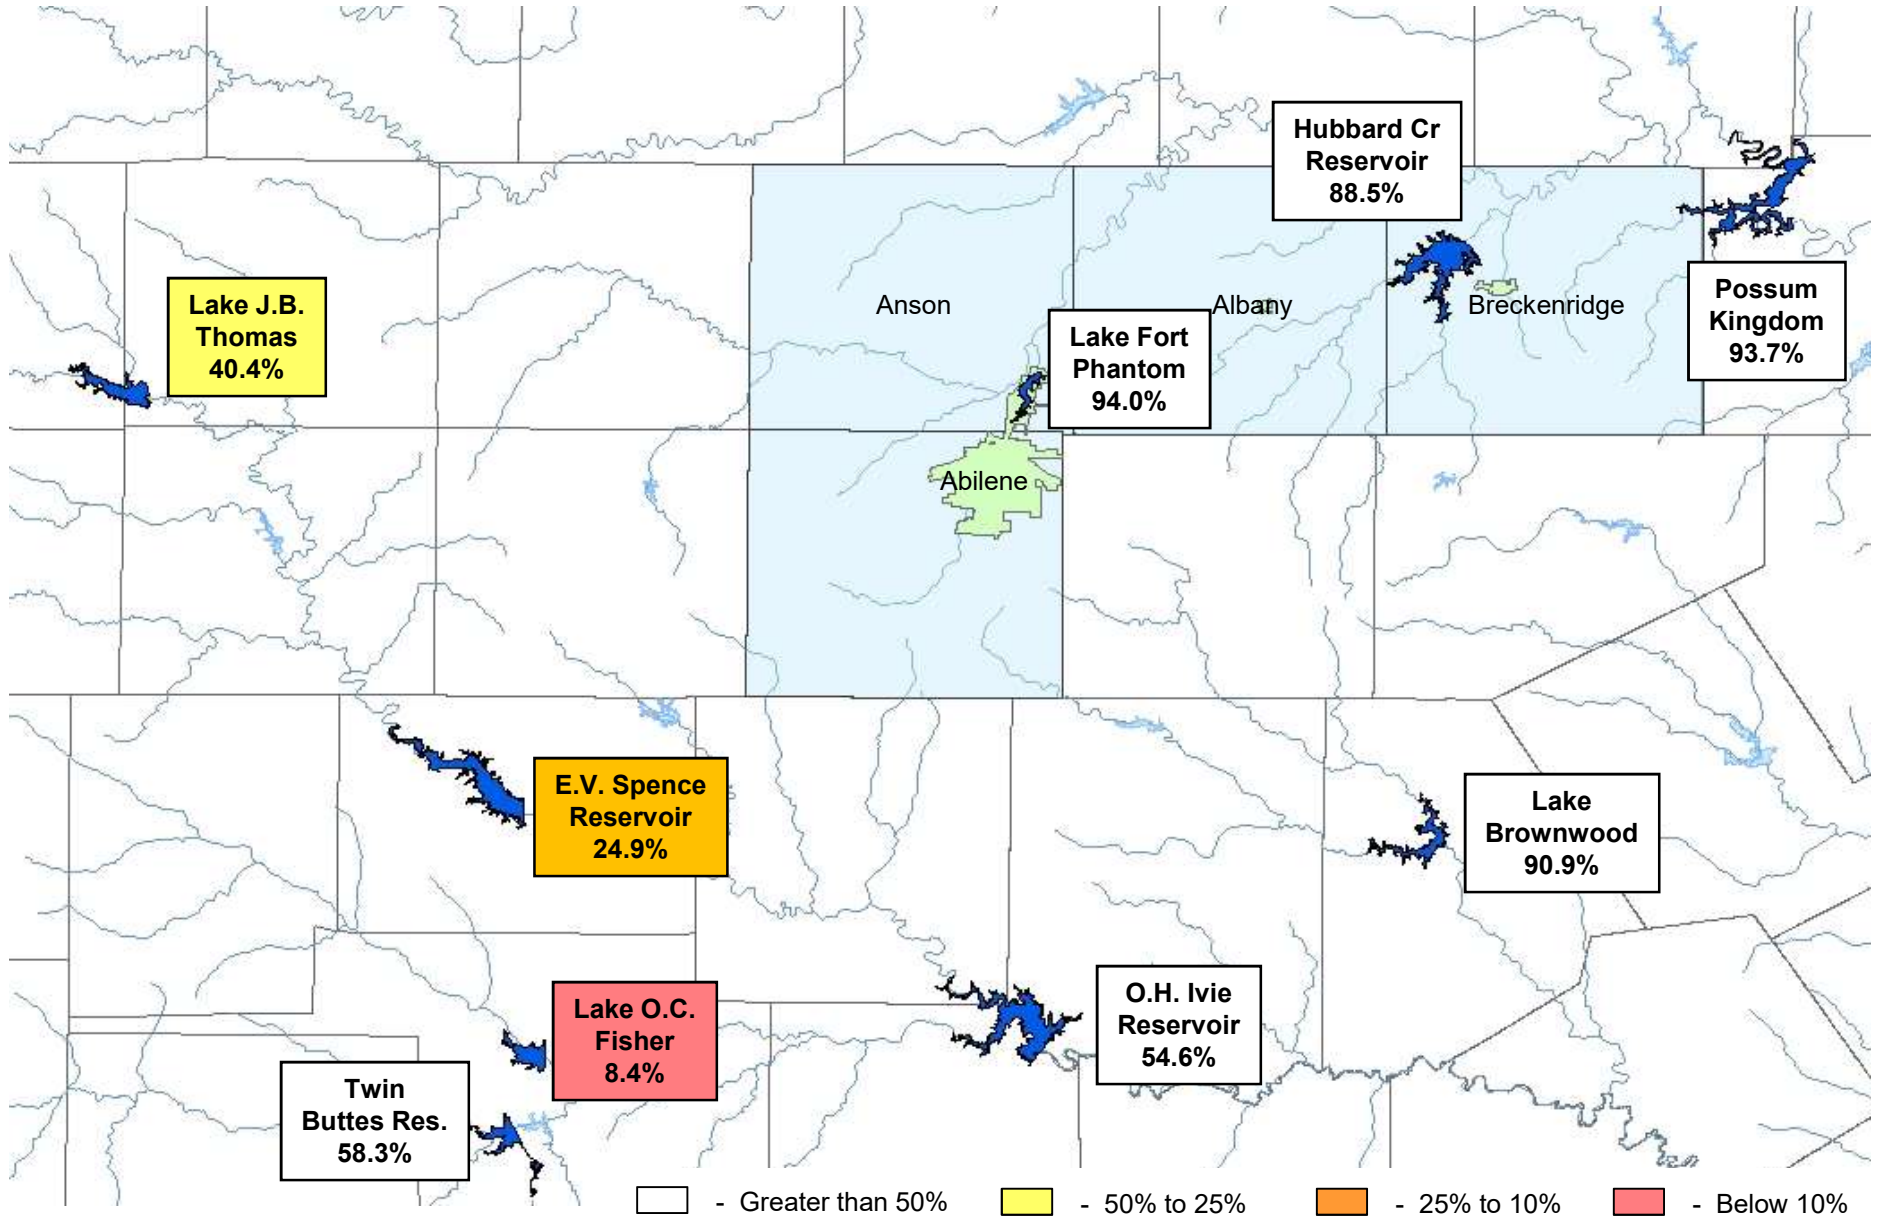 Hubbard Cr
Reservoir
88.5%
Lake J.B.
Thomas
40.4%
Anson
Albany
Breckenridge
Possum
Kingdom
93.7%
Lake Fort
Phantom
94.0%
Abilene
E.V. Spence
Reservoir
24.9%
Lake
Brownwood
90.9%
Lake O.C.
Fisher
8.4%
O.H. Ivie
Reservoir
54.6%
Twin
Buttes Res.
58.3%
- Greater than 50%
- 50% to 25%
- 25% to 10%
- Below 10%